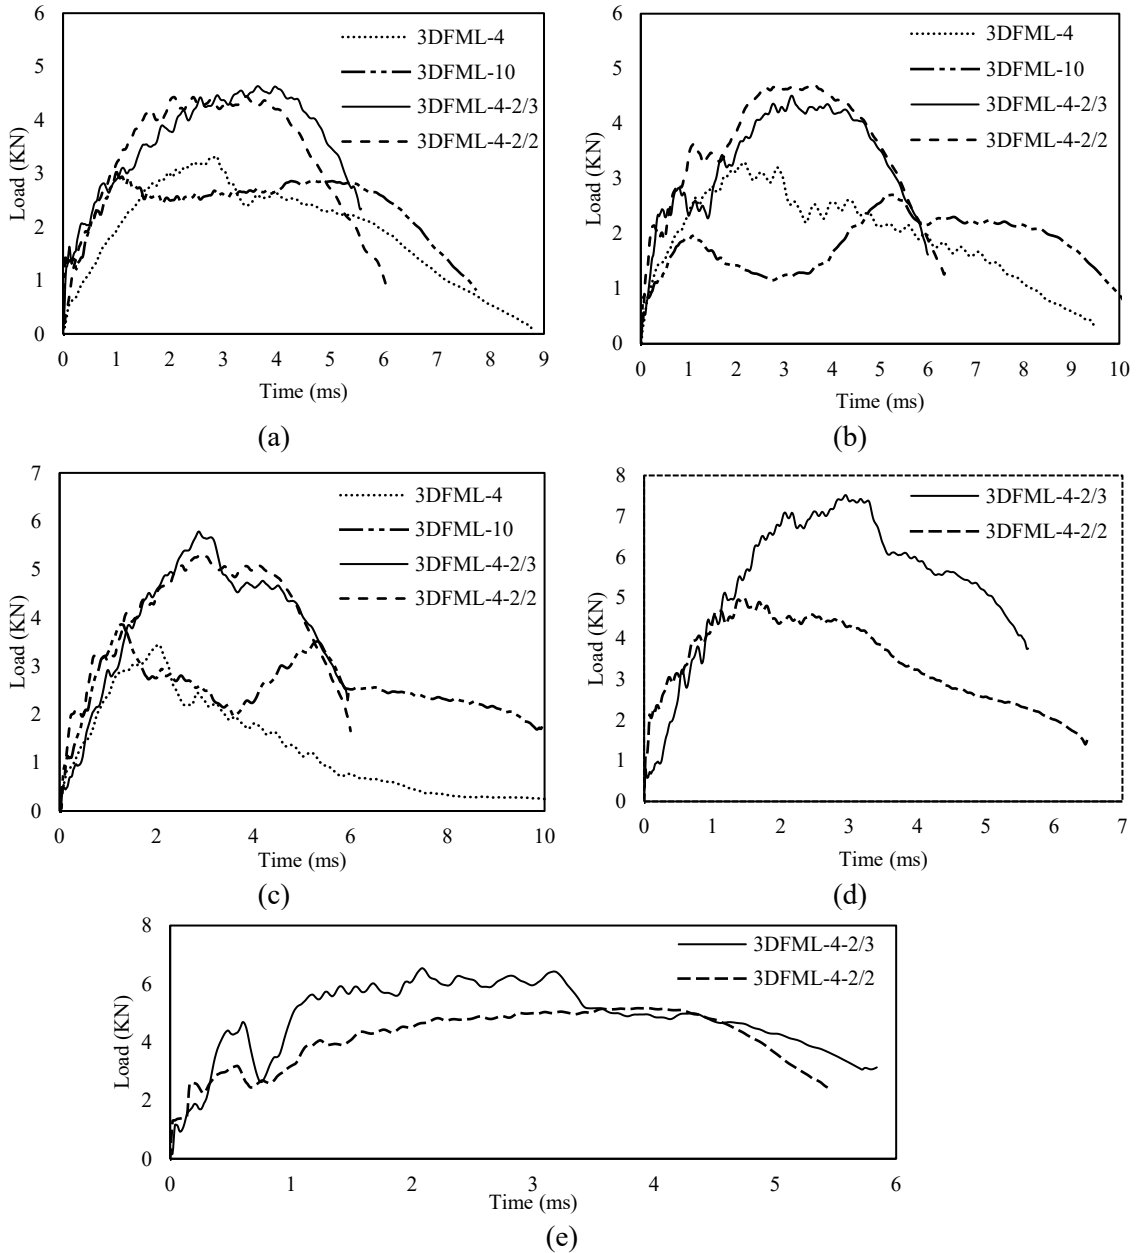 6
5
4
3
2
1
0
Load (KN)
3DFML-4
3DFML-10
3DFML-4-2/3
3DFML-4-2/2
0 1 2 3 4 5 6 7 8 9
Time (ms)
(a)
6
5
4
3
2
1
0
Load (KN)
3DFML-4
3DFML-10
3DFML-4-2/3
3DFML-4-2/2
0 1 2 3 4 5 6 7 8 9 10
Time (ms)
(b)
7
6
5
4
3
2
1
0
Load (KN)
3DFML-4
3DFML-10
3DFML-4-2/3
3DFML-4-2/2
0 2 4 6 8 10
Time (ms)
(c)
8
7
6
5
4
3
2
1
0
Load (KN)
3DFML-4-2/3
3DFML-4-2/2
0 1 2 3 4 5 6 7
Time (ms)
(d)
8
6
4
2
0
Load (KN)
3DFML-4-2/3
3DFML-4-2/2
0 1 2 3 4 5 6
Time (ms)
(e)